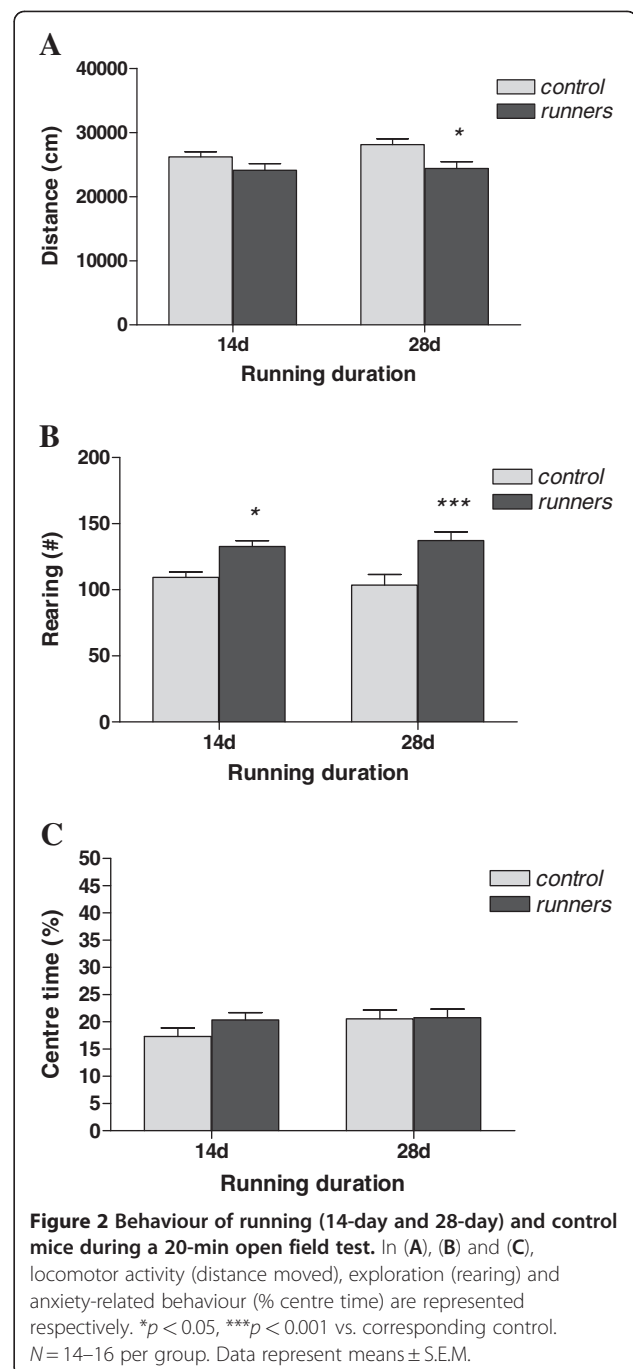 A
40000
30000
20000
10000
0
Distance (cm)
control
runners
*
14d 28d
Running duration
B
200
150
100
50
0
Rearing (#)
control
runners
* ***
14d 28d
Running duration
C
50
45
40
35
30
25
20
15
10
5
0
Centre time (%)
control
runners
14d 28d
Running duration
Figure 2 Behaviour of running (14-day and 28-day) and control
mice during a 20-min open field test. In (A), (B) and (C),
locomotor activity (distance moved), exploration (rearing) and
anxiety-related behaviour (% centre time) are represented
respectively. *p < 0.05, ***p < 0.001 vs. corresponding control.
N = 14–16 per group. Data represent means ± S.E.M.